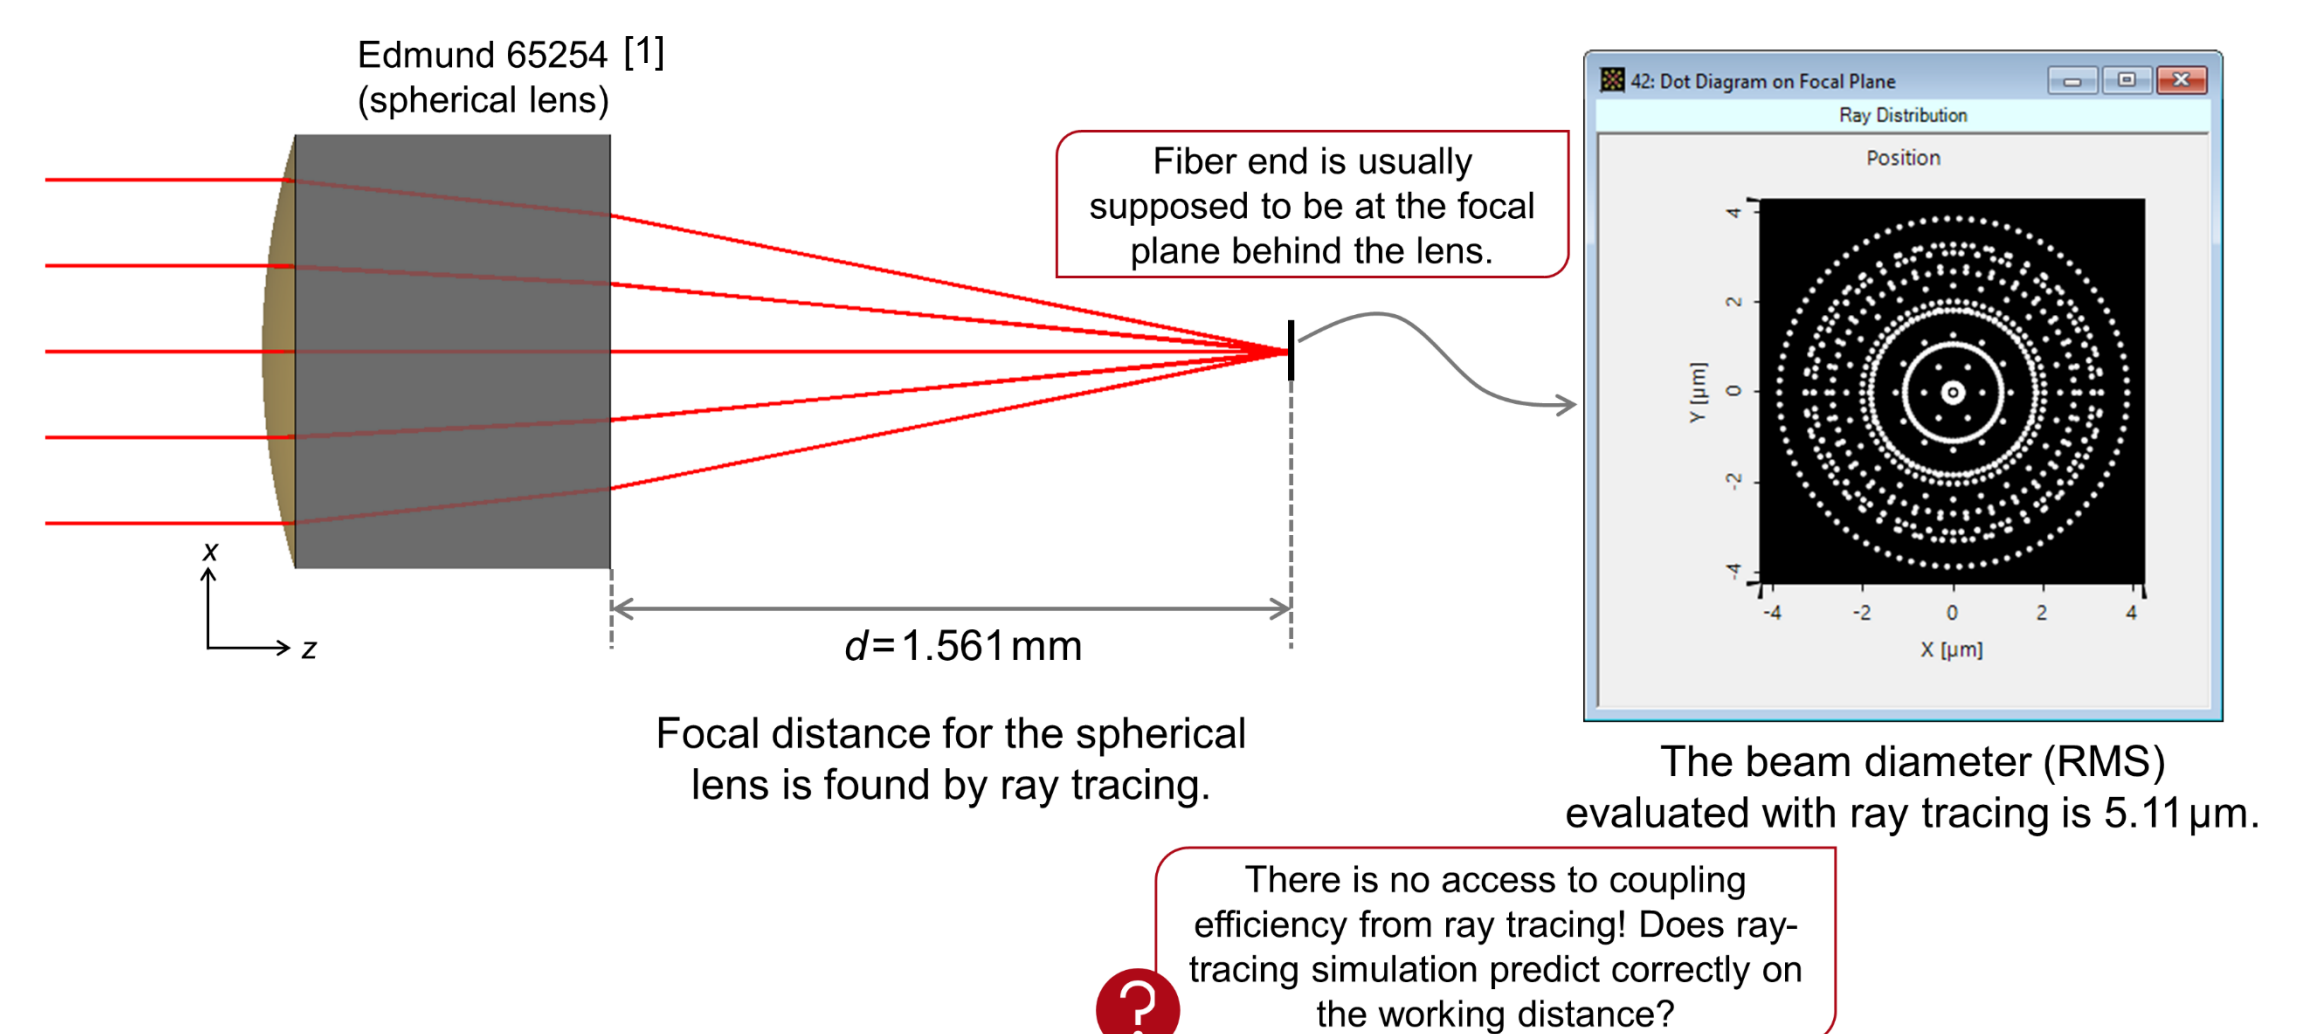 Edmund 65254 [1]
(spherical lens)
Fiber end is usually
supposed to be at the focal
plane behind the lens.
x
z
d=1.561mm
Focal distance for the spherical
lens is found by ray tracing.
42: Dot Diagram on Focal Plane
Ray Distribution
Position
4
2
0
-2
-4
Y [µm]
-4 -2 0 2 4
X [µm]
The beam diameter (RMS)
evaluated with ray tracing is 5.11µm.
There is no access to coupling
efficiency from ray tracing! Does ray-
tracing simulation predict correctly on
the working distance?
?